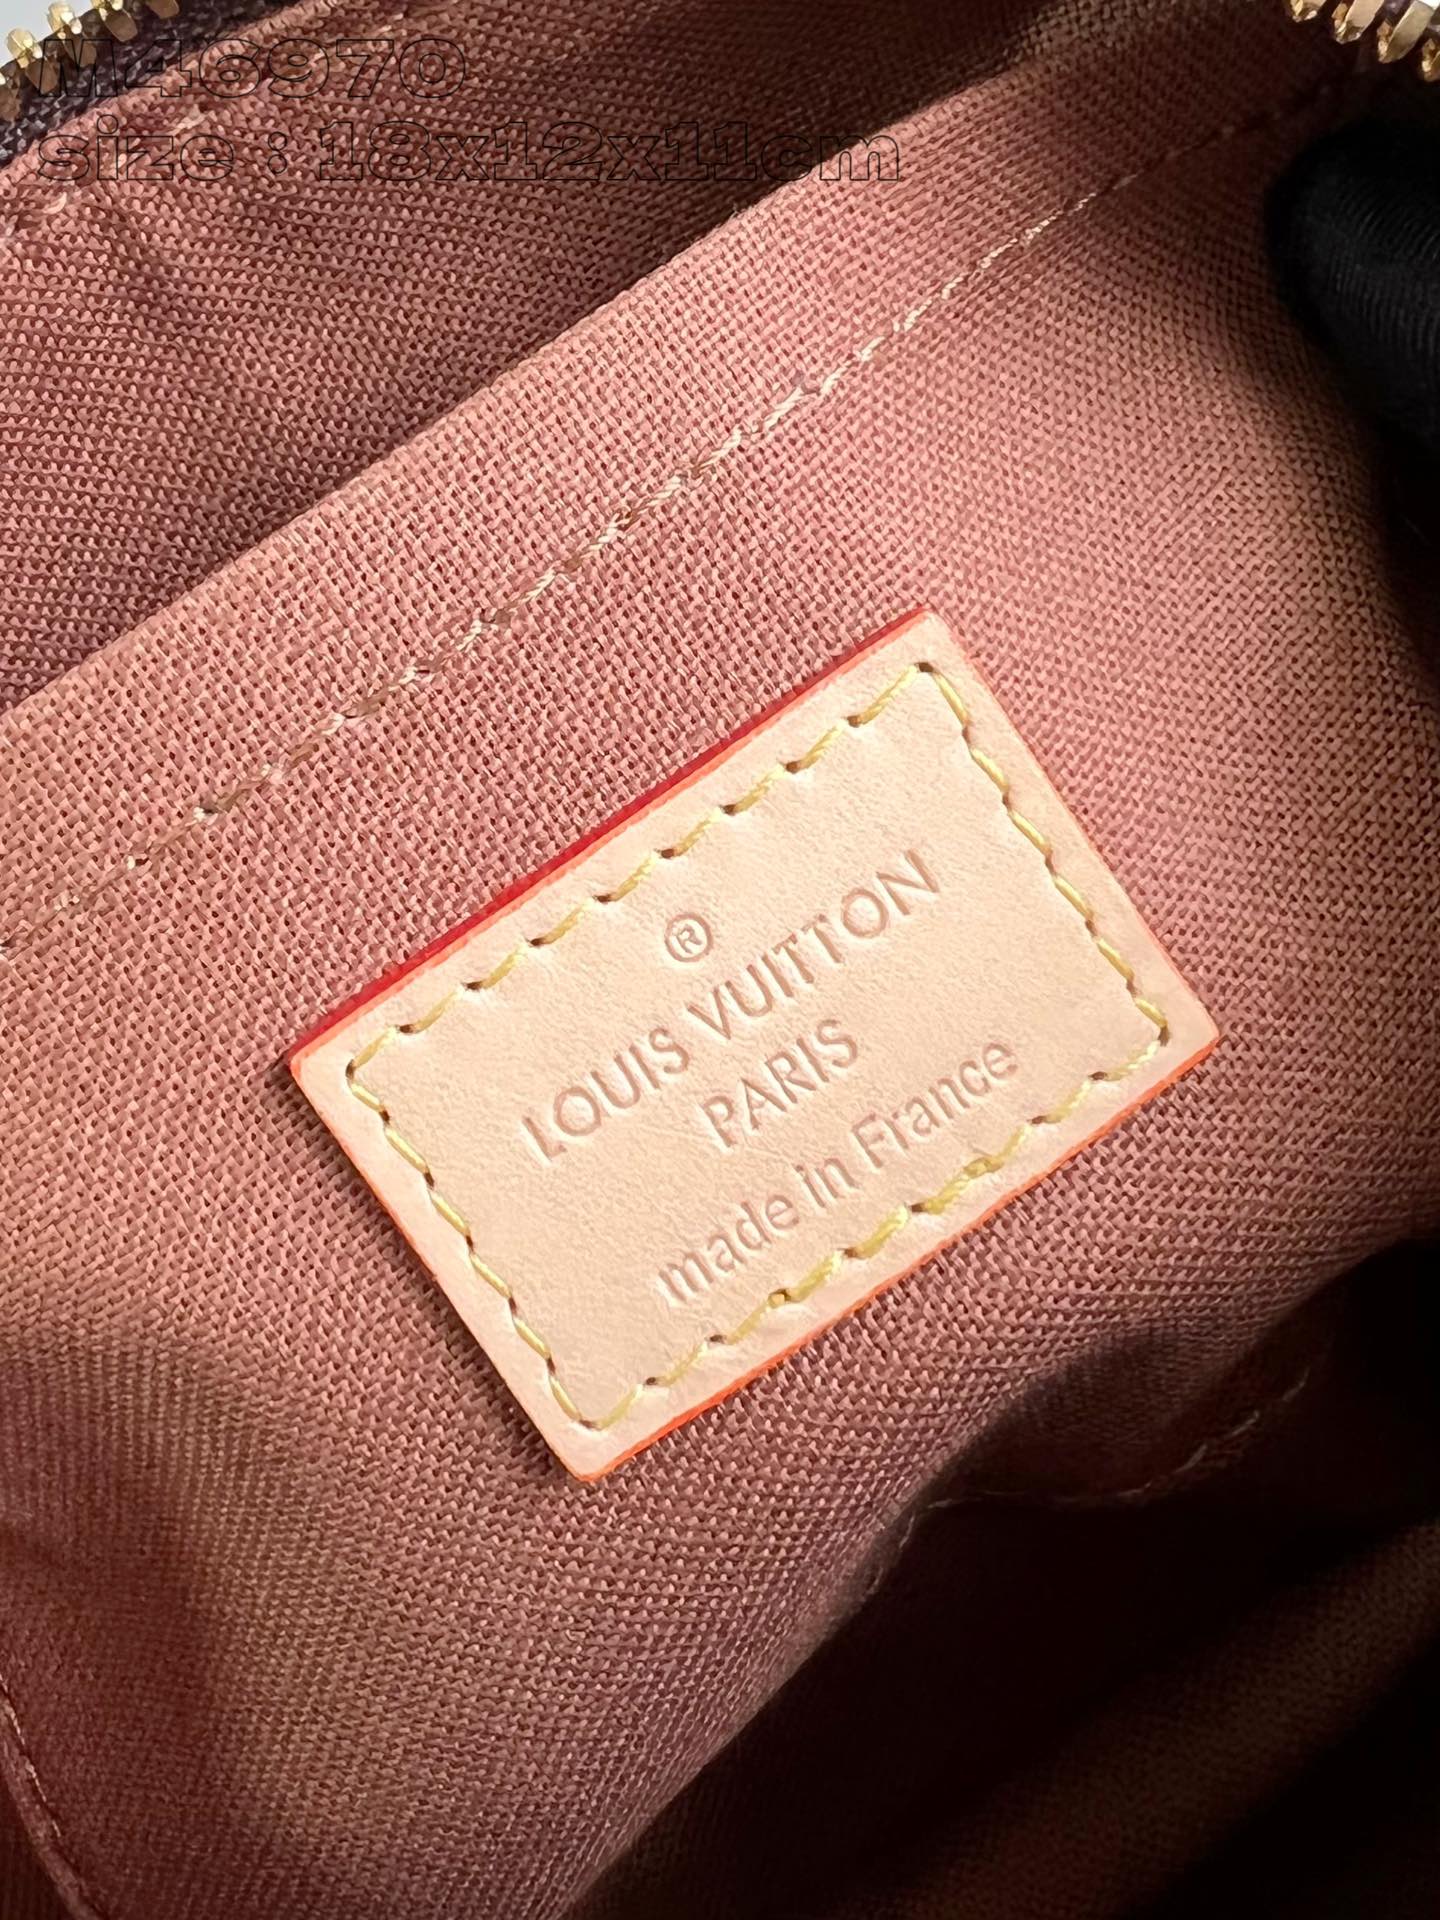 M46970
size : 18x12x11cm
®
LOUIS VUITTON
PARIS
made in France